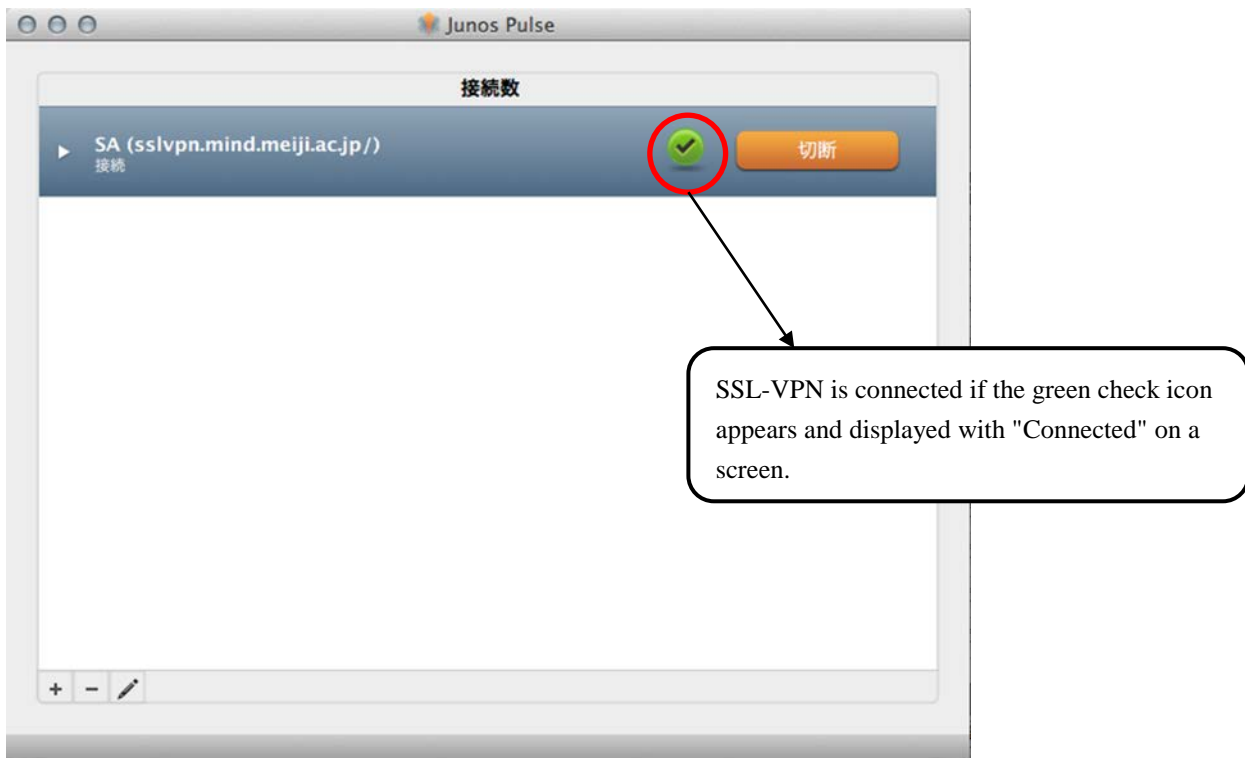 Junos Pulse
接続数
SA (sslvpn.mind.meiji.ac.jp/)
接続
切断
SSL-VPN is connected if the green check icon
appears and displayed with "Connected" on a
screen.